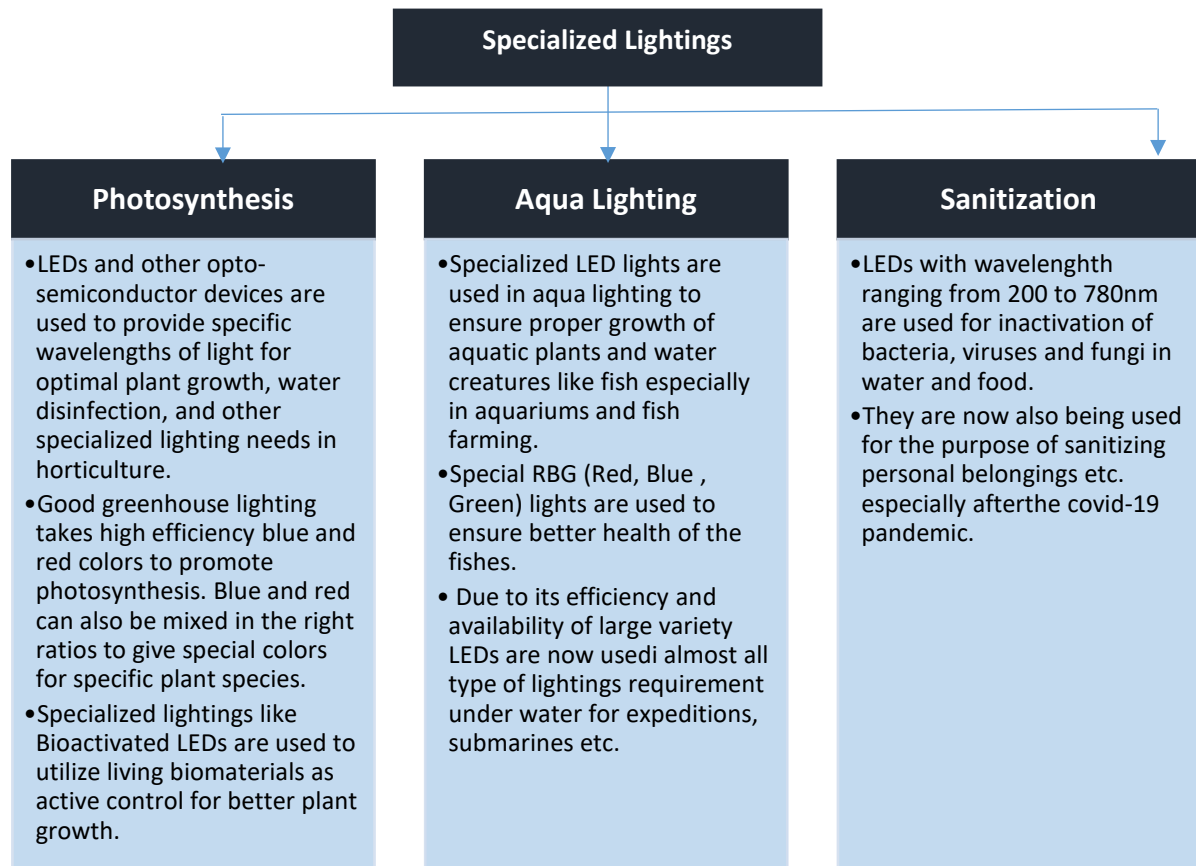 Specialized Lightings
Photosynthesis
•LEDs and other opto-
semiconductor devices are
used to provide specific
wavelengths of light for
optimal plant growth, water
disinfection, and other
specialized lighting needs in
horticulture.
•Good greenhouse lighting
takes high efficiency blue and
red colors to promote
photosynthesis. Blue and red
can also be mixed in the right
ratios to give special colors
for specific plant species.
•Specialized lightings like
Bioactivated LEDs are used to
utilize living biomaterials as
active control for better plant
growth.
Aqua Lighting
•Specialized LED lights are
used in aqua lighting to
ensure proper growth of
aquatic plants and water
creatures like fish especially
in aquariums and fish
farming.
•Special RBG (Red, Blue ,
Green) lights are used to
ensure better health of the
fishes.
• Due to its efficiency and
availability of large variety
LEDs are now usedi almost all
type of lightings requirement
under water for expeditions,
submarines etc.
Sanitization
•LEDs with wavelenghth
ranging from 200 to 780nm
are used for inactivation of
bacteria, viruses and fungi in
water and food.
•They are now also being used
for the purpose of sanitizing
personal belongings etc.
especially afterthe covid-19
pandemic.